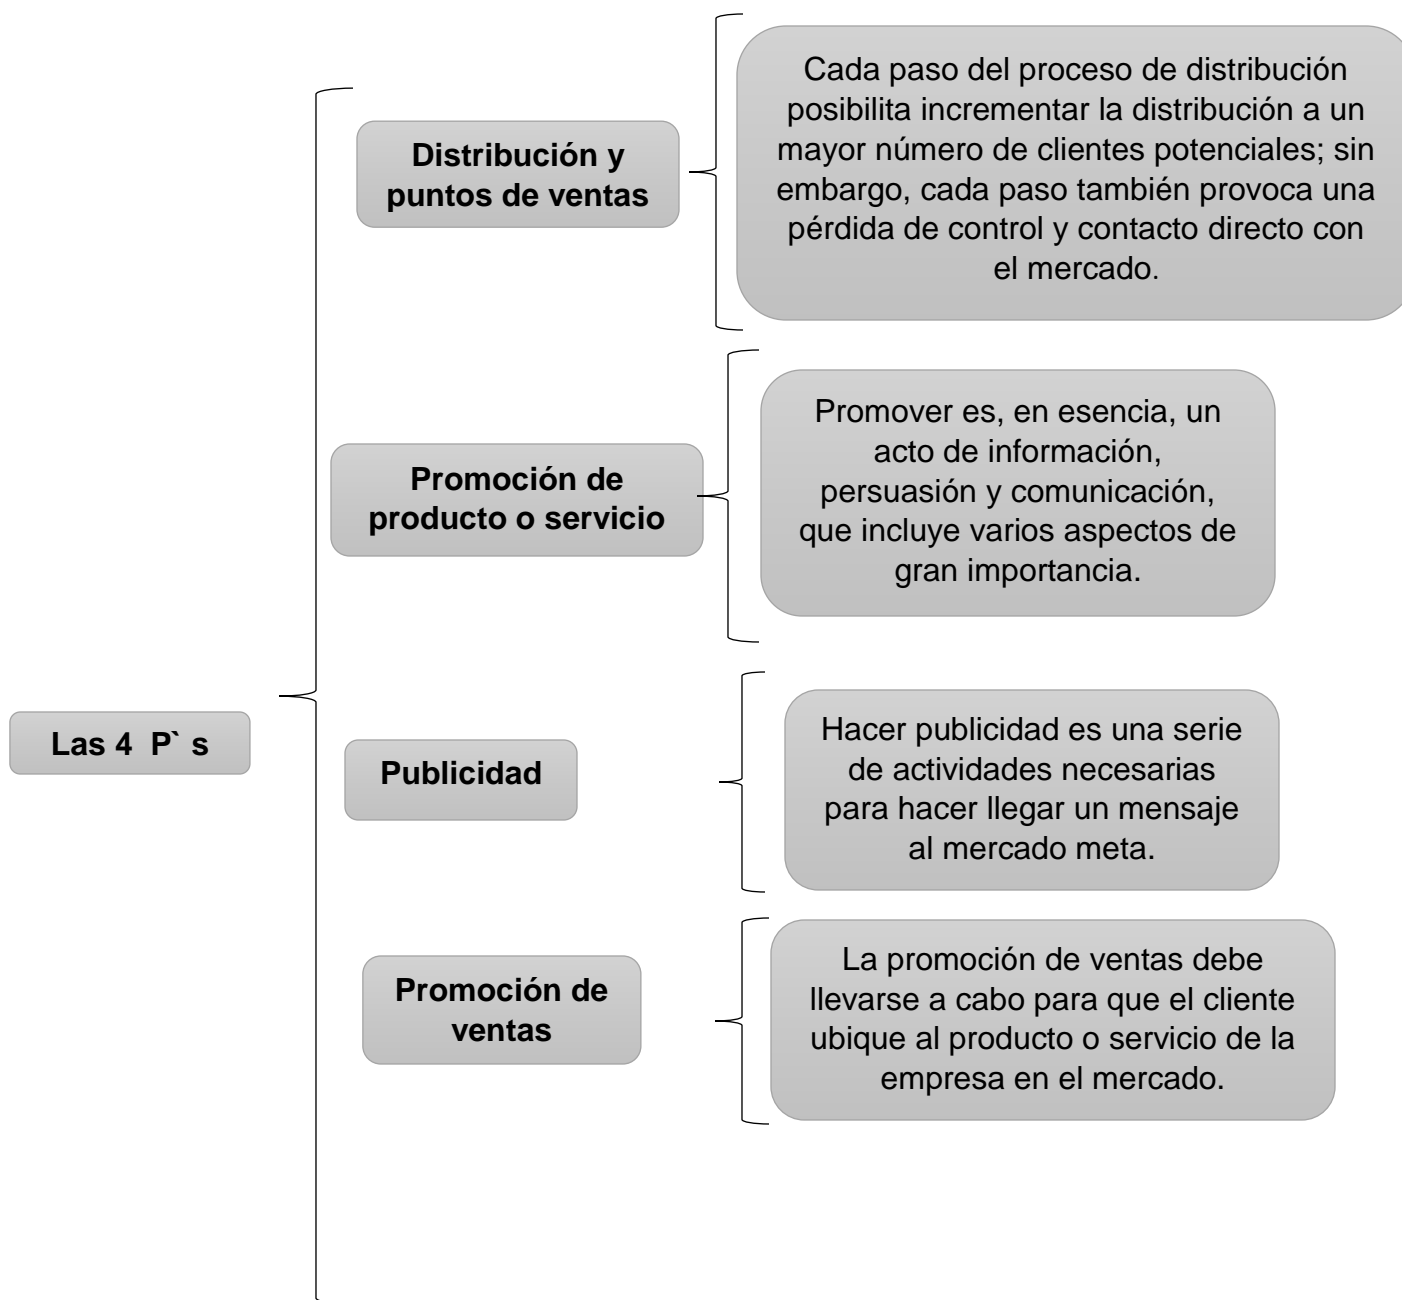 Las 4  P` s
Distribución y
puntos de ventas
Cada paso del proceso de distribución
posibilita incrementar la distribución a un
mayor número de clientes potenciales; sin
embargo, cada paso también provoca una
pérdida de control y contacto directo con
el mercado.
Promoción de
producto o servicio
Promover es, en esencia, un
acto de información,
persuasión y comunicación,
que incluye varios aspectos de
gran importancia.
Publicidad
Hacer publicidad es una serie
de actividades necesarias
para hacer llegar un mensaje
al mercado meta.
Promoción de
ventas
La promoción de ventas debe
llevarse a cabo para que el cliente
ubique al producto o servicio de la
empresa en el mercado.